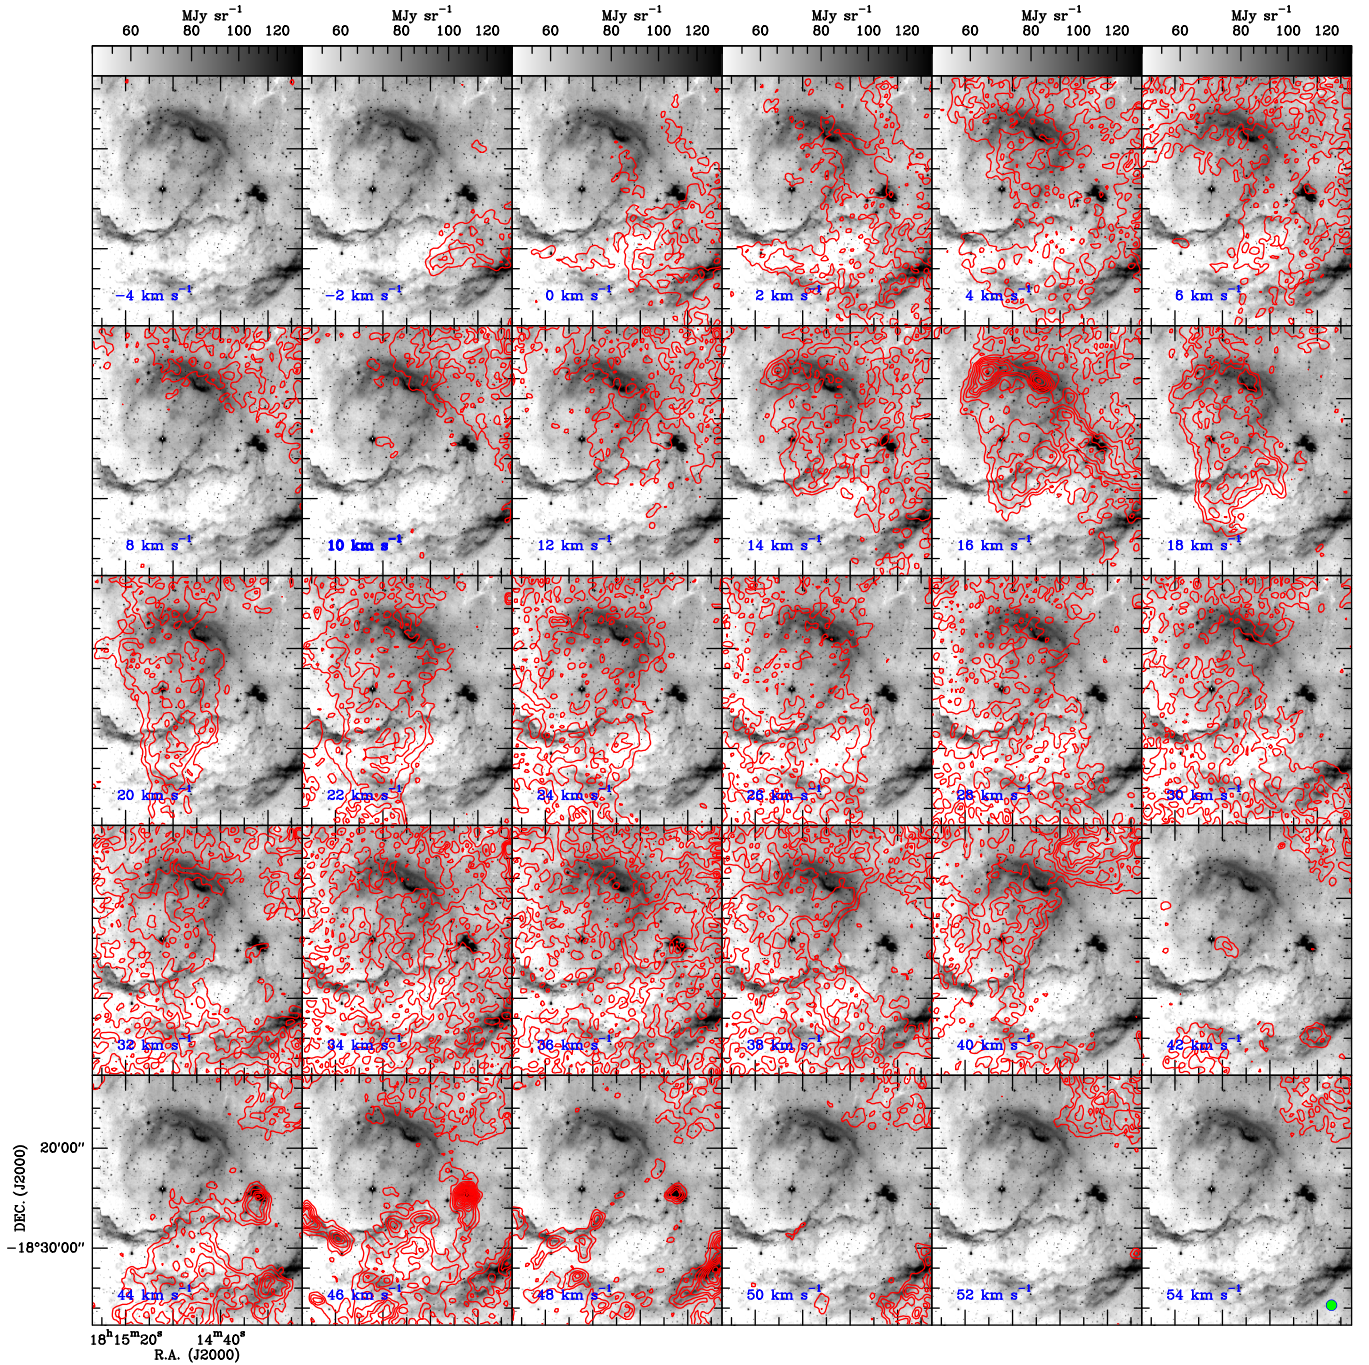 MJy sr⁻¹ MJy sr⁻¹ MJy sr⁻¹ MJy sr⁻¹ MJy sr⁻¹ MJy sr⁻¹
60 80 100 120 60 80 100 120 60 80 100 120 60 80 100 120 60 80 100 120 60 80 100 120
−4 km s⁻¹ −2 km s⁻¹ 0 km s⁻¹ 2 km s⁻¹ 4 km s⁻¹ 6 km s⁻¹
8 km s⁻¹ 10 km s⁻¹ 12 km s⁻¹ 14 km s⁻¹ 16 km s⁻¹ 18 km s⁻¹
20 km s⁻¹ 22 km s⁻¹ 24 km s⁻¹ 26 km s⁻¹ 28 km s⁻¹ 30 km s⁻¹
32 km s⁻¹ 34 km s⁻¹ 36 km s⁻¹ 38 km s⁻¹ 40 km s⁻¹ 42 km s⁻¹
44 km s⁻¹ 46 km s⁻¹ 48 km s⁻¹ 50 km s⁻¹ 52 km s⁻¹ 54 km s⁻¹
DEC. (J2000)
20′00″
−18°30′00″
18ʰ15ᵐ20ˢ 14ᵐ40ˢ
R.A. (J2000)